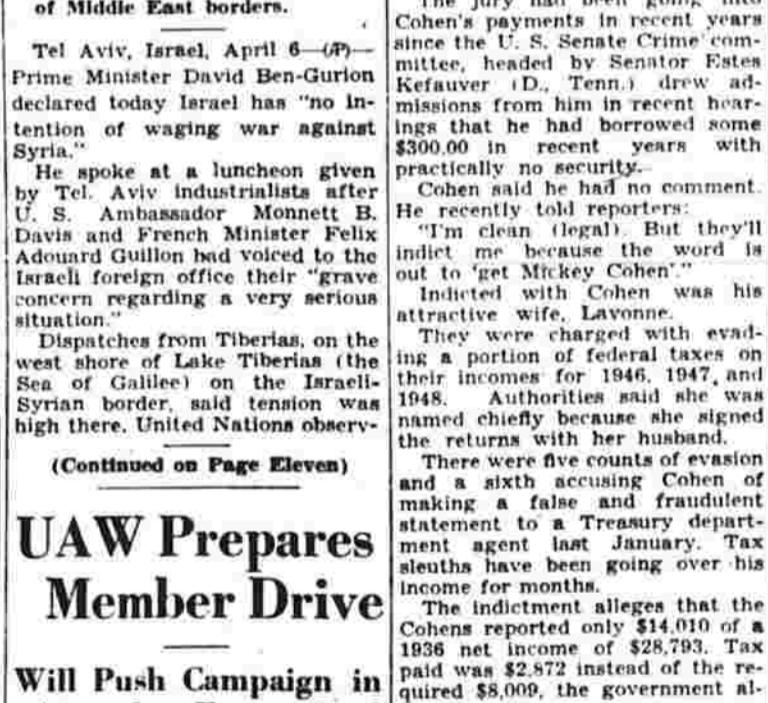 of Middle East borders.
Tel Aviv, Israel, April 6—(AP)—
Prime Minister David Ben-Gurion
declared today Israel has "no in-
tention of waging war against
Syria."
He spoke at a luncheon given
by Tel. Aviv industrialists after
U. S. Ambassador Monnett B.
Davis and French Minister Felix
Adouard Guillon had voiced to the
Israeli foreign office their "grave
concern regarding a very serious
situation."
Dispatches from Tiberias, on the
west shore of Lake Tiberias (the
Sea of Galilee) on the Israeli-
Syrian border, said tension was
high there. United Nations observ-
(Continued on Page Eleven)
UAW Prepares
Member Drive
Will Push Campaign in
The jury had been going into
Cohen's payments in recent years
since the U. S. Senate Crime com-
mittee, headed by Senator Estes
Kefauver (D., Tenn.) drew ad-
missions from him in recent hear-
ings that he had borrowed some
$300.00 in recent years with
practically no security.
Cohen said he had no comment.
He recently told reporters:
"I'm clean (legal). But they'll
indict me because the word is
out to 'get Mickey Cohen'."
Indicted with Cohen was his
attractive wife, Lavonne.
They were charged with evad-
ing a portion of federal taxes on
their incomes for 1946, 1947, and
1948. Authorities said she was
named chiefly because she signed
the returns with her husband.
There were five counts of evasion
and a sixth accusing Cohen of
making a false and fraudulent
statement to a Treasury depart-
ment agent last January. Tax
sleuths have been going over his
income for months.
The indictment alleges that the
Cohens reported only $14,010 of a
1936 net income of $28,793. Tax
paid was $2,872 instead of the re-
quired $8,009, the government al-